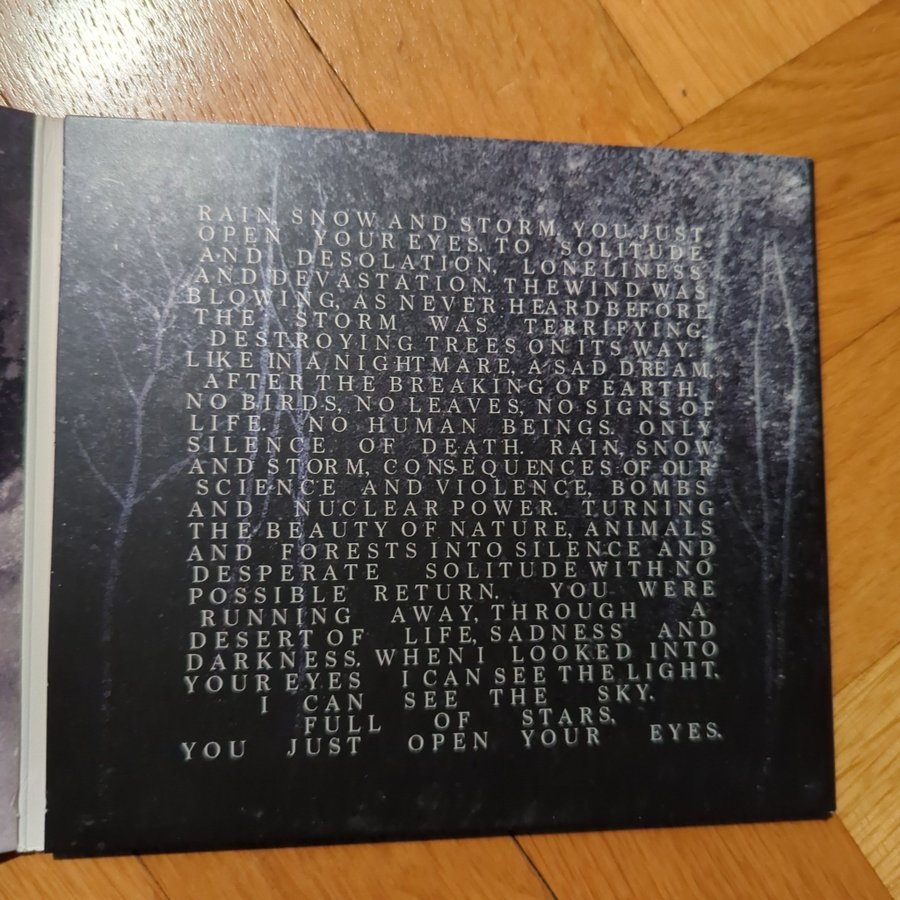 RAIN, SNOW AND STORM, YOU JUST
OPEN YOUR EYES. TO SOLITUDE
AND DESOLATION, LONELINESS
AND DEVASTATION. THE WIND WAS
BLOWING, AS NEVER HEARD BEFORE
THE STORM WAS TERRIFYING,
DESTROYING TREES ON ITS WAY.
LIKE IN A NIGHTMARE, A SAD DREAM,
AFTER THE BREAKING OF EARTH.
NO BIRDS, NO LEAVES, NO SIGNS OF
LIFE. NO HUMAN BEINGS. ONLY
SILENCE OF DEATH. RAIN, SNOW
AND STORM, CONSEQUENCES OF OUR
SCIENCE AND VIOLENCE, BOMBS
AND NUCLEAR POWER. TURNING
THE BEAUTY OF NATURE, ANIMALS
AND FORESTS INTO SILENCE AND
DESPERATE SOLITUDE WITH NO
POSSIBLE RETURN. YOU WERE
RUNNING AWAY, THROUGH A
DESERT OF LIFE, SADNESS AND
DARKNESS. WHEN I LOOKED INTO
YOUR EYES I CAN SEE THE LIGHT.
I CAN SEE THE SKY.
FULL OF STARS,
YOU JUST OPEN YOUR EYES.